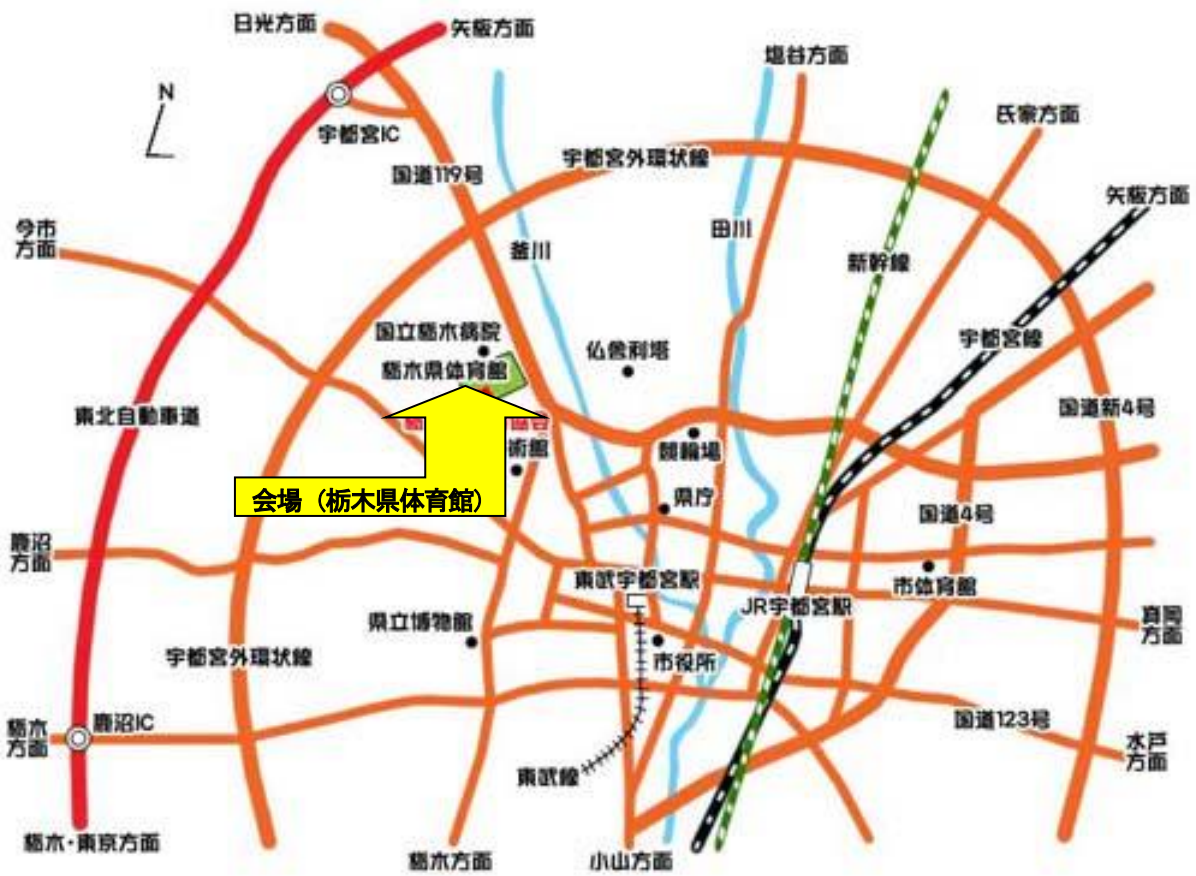 日光方面
矢板方面
塩谷方面
N
宇都宮IC
氏家方面
国道119号
宇都宮外環状線
矢板方面
今市
方面
釜川
田川
新幹線
国立栃木病院
仏舎利塔
宇都宮線
栃木県体育館
東北自動車道
国道新4号
術館
競輪場
会場（栃木県体育館）
県庁
国道4号
鹿沼
方面
東武宇都宮駅
JR宇都宮駅
市体育館
県立博物館
真岡
方面
宇都宮外環状線
市役所
栃木
方面
鹿沼IC
国道123号
水戸
方面
東武線
栃木・東京方面
栃木方面
小山方面